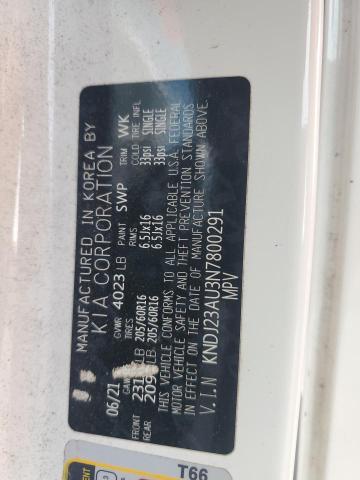 MANUFACTURED IN KOREA BY
KIA CORPORATION
06/21 GVWR 4023 LB PAINT SWP TRIM WK
TIRES RIMS COLD TIRE INFL
FRONT LB 205/60R16 6.5Jx16 33psi SINGLE
REAR 209 LB 205/60R16 6.5Jx16 33psi SINGLE
THIS VEHICLE CONFORMS TO ALL APPLICABLE U.S.A. FEDERAL
MOTOR VEHICLE SAFETY AND THEFT PREVENTION STANDARDS
IN EFFECT ON THE DATE OF MANUFACTURE SHOWN ABOVE.
V.I.N KNDJ23AU3N7800291
MPV
T66